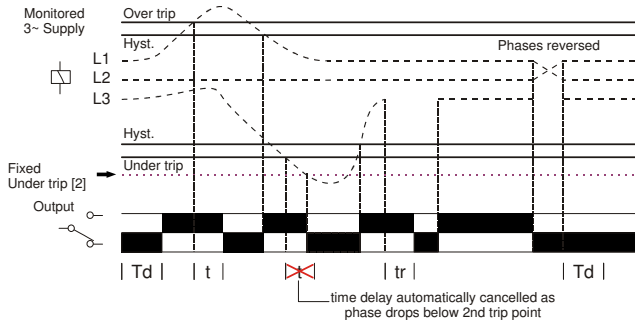 Monitored
3~ Supply
Over trip
Hyst.
L1
L2
L3
Phases reversed
Hyst.
Under trip
Fixed
Under trip [2]
Output
Td
t
t
tr
Td
time delay automatically cancelled as
phase drops below 2nd trip point